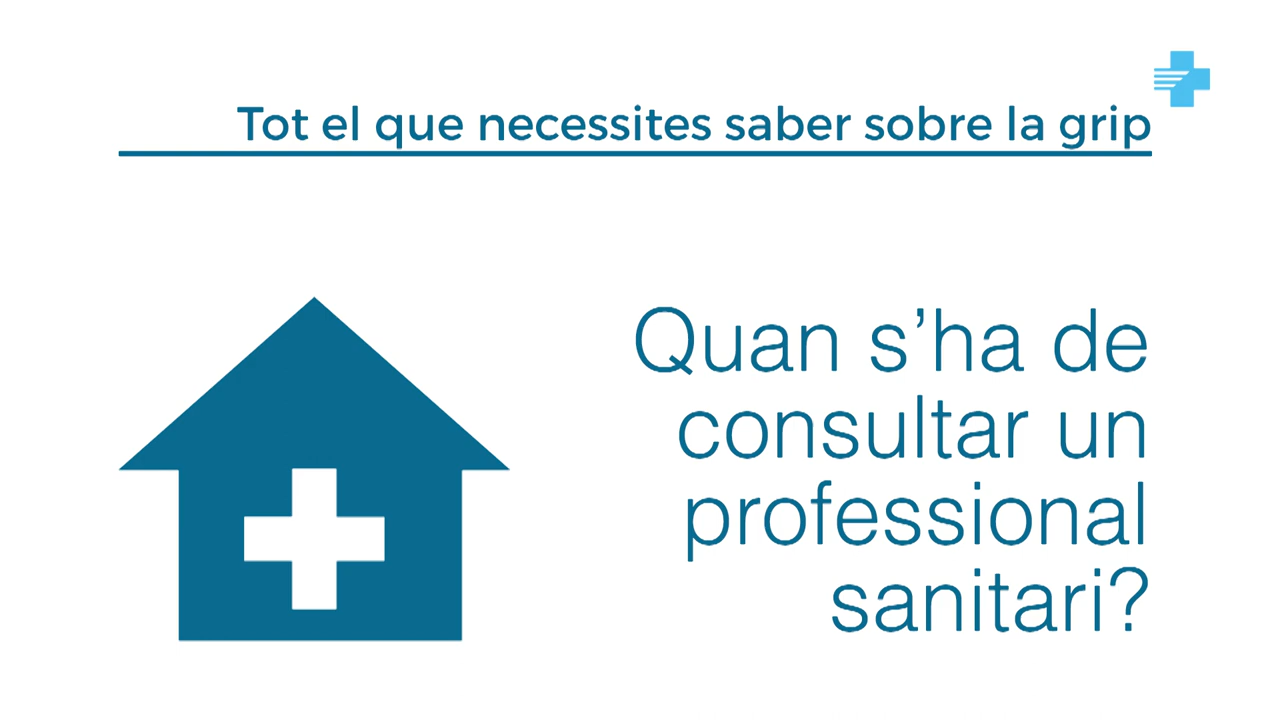 Tot el que necessites saber sobre la grip
Quan s’ha de
consultar un
professional
sanitari?